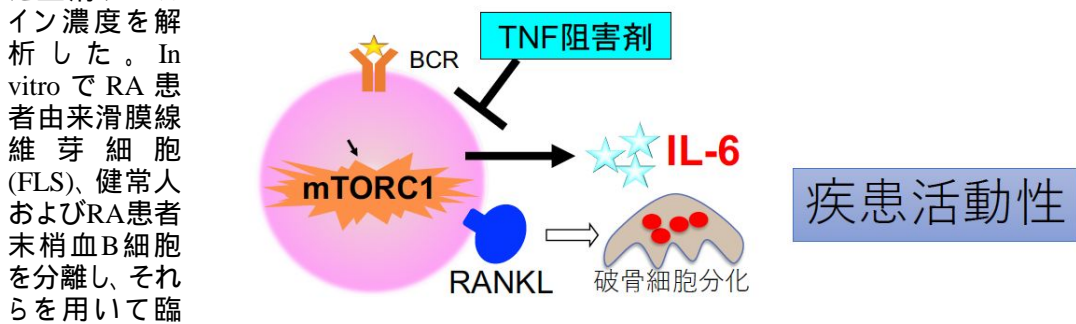 イン濃度を解
析した。In
vitro で RA 患
者由来滑膜線
維芽細胞
(FLS)、健常人
およびRA患者
末梢血B細胞
を分離し、それ
らを用いて臨
TNF阻害剤
BCR
IL-6
mTORC1
疾患活動性
RANKL
破骨細胞分化